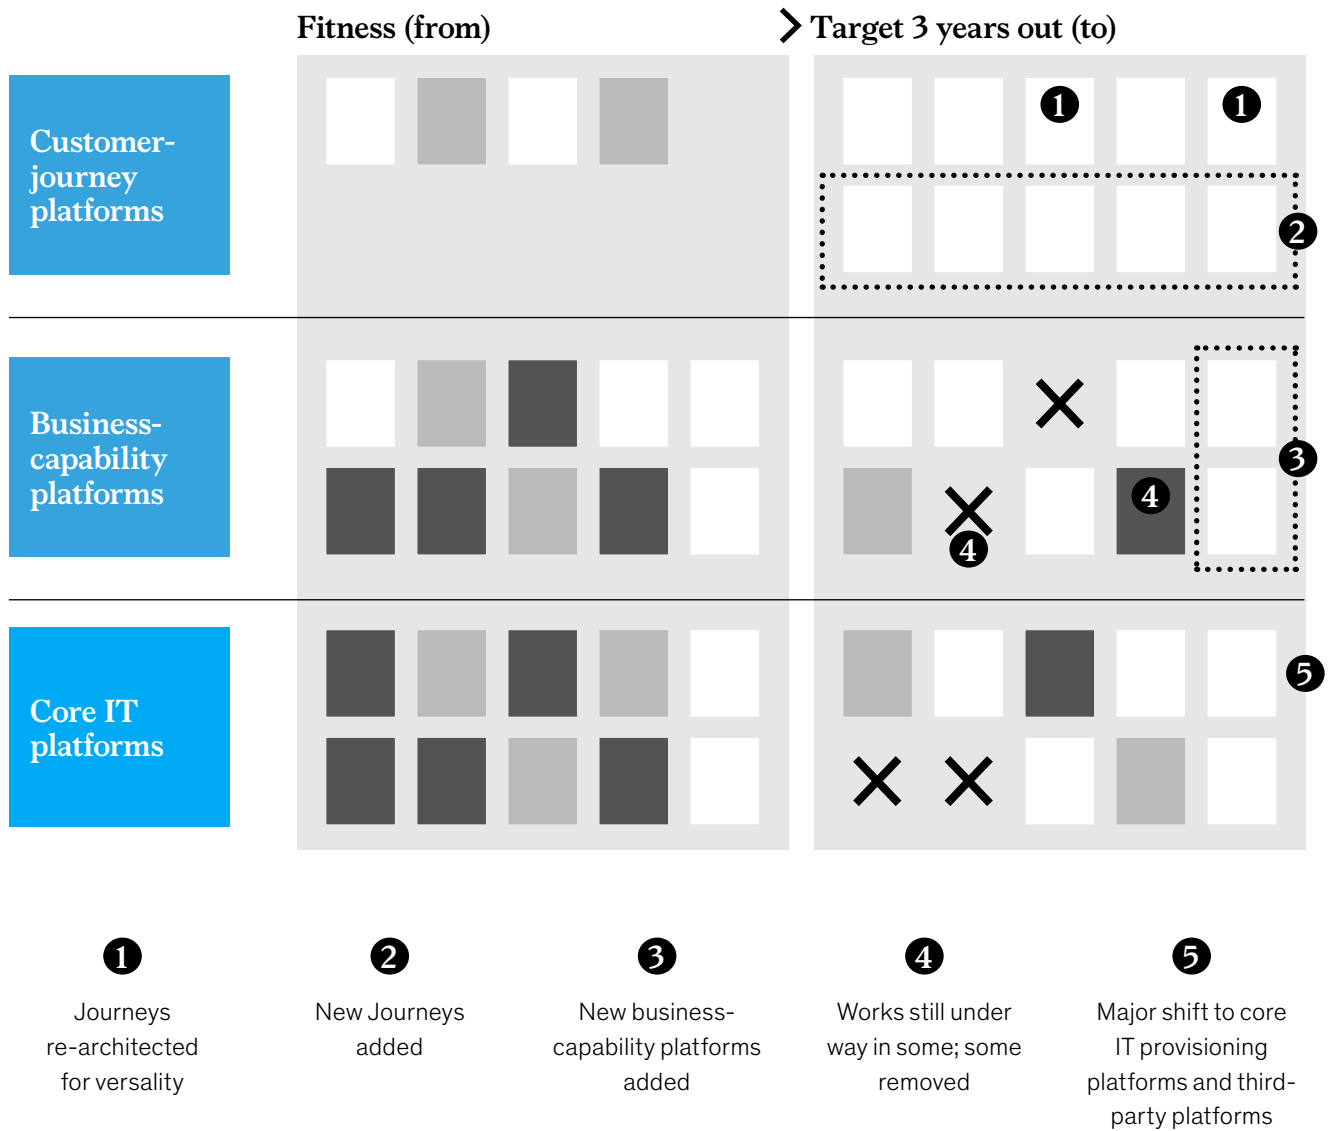 Fitness (from)
Target 3 years out (to)
Customer-
journey
platforms
1
1
2
Business-
capability
platforms
3
4
4
Core IT
platforms
5
1
Journeys
re-architected
for versality
2
New Journeys
added
3
New business-
capability platforms
added
4
Works still under
way in some; some
removed
5
Major shift to core
IT provisioning
platforms and third-
party platforms